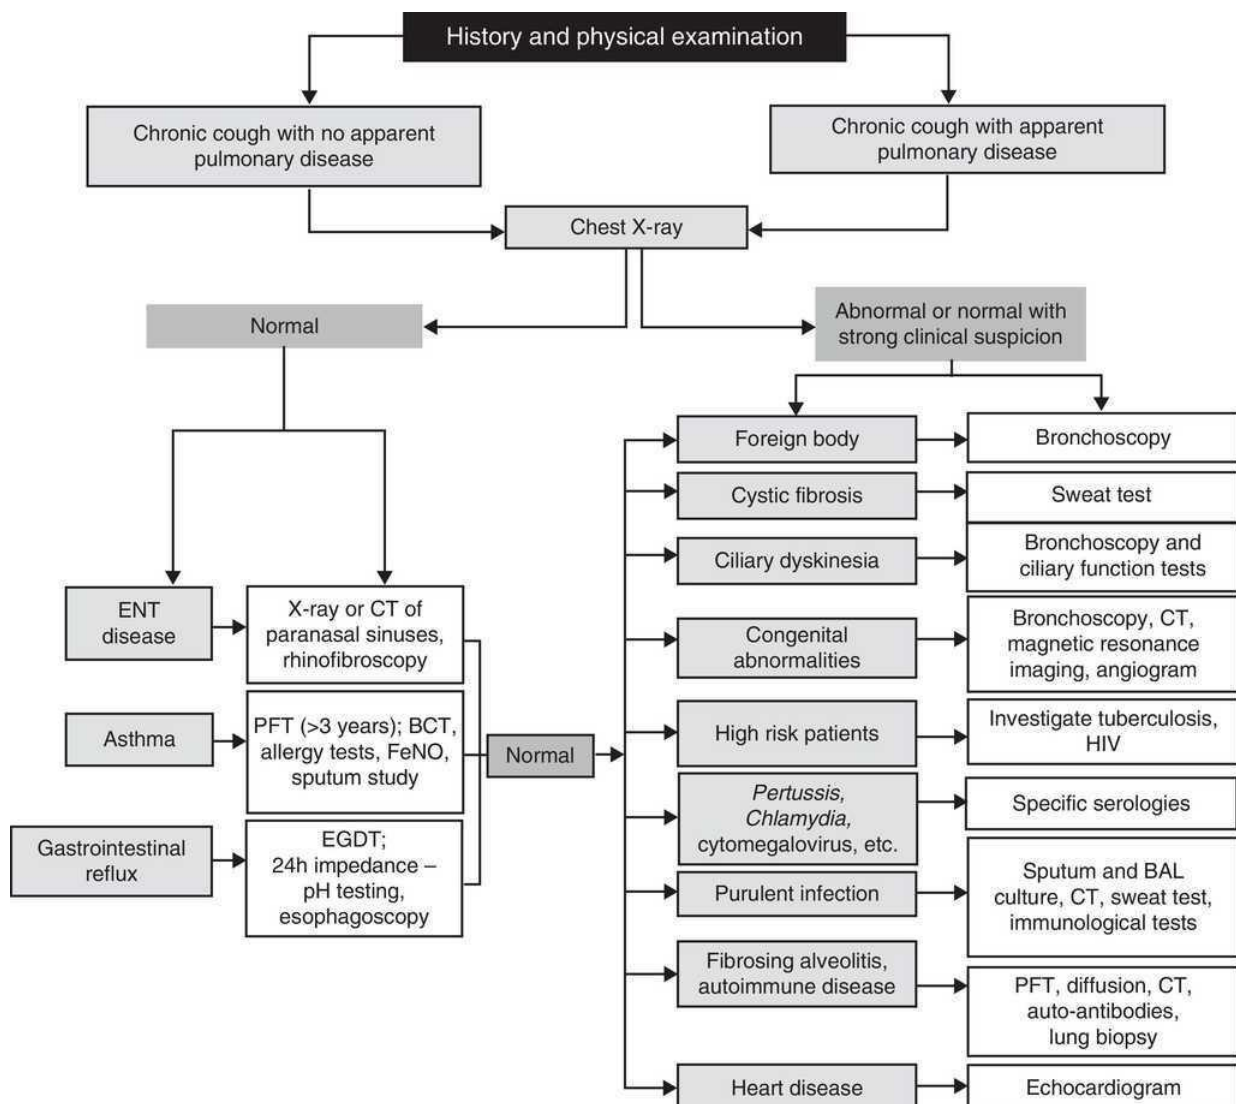 History and physical examination
Chronic cough with no apparent
pulmonary disease
Chronic cough with apparent
pulmonary disease
Chest X-ray
Normal
Abnormal or normal with
strong clinical suspicion
ENT
disease
X-ray or CT of
paranasal sinuses,
rhinofibroscopy
Asthma
PFT (>3 years); BCT,
allergy tests, FeNO,
sputum study
Gastrointestinal
reflux
EGDT;
24h impedance –
pH testing,
esophagoscopy
Normal
Foreign body
Bronchoscopy
Cystic fibrosis
Sweat test
Ciliary dyskinesia
Bronchoscopy and
ciliary function tests
Congenital
abnormalities
Bronchoscopy, CT,
magnetic resonance
imaging, angiogram
High risk patients
Investigate tuberculosis,
HIV
Pertussis,
Chlamydia,
cytomegalovirus, etc.
Specific serologies
Purulent infection
Sputum and BAL
culture, CT, sweat test,
immunological tests
Fibrosing alveolitis,
autoimmune disease
PFT, diffusion, CT,
auto-antibodies,
lung biopsy
Heart disease
Echocardiogram